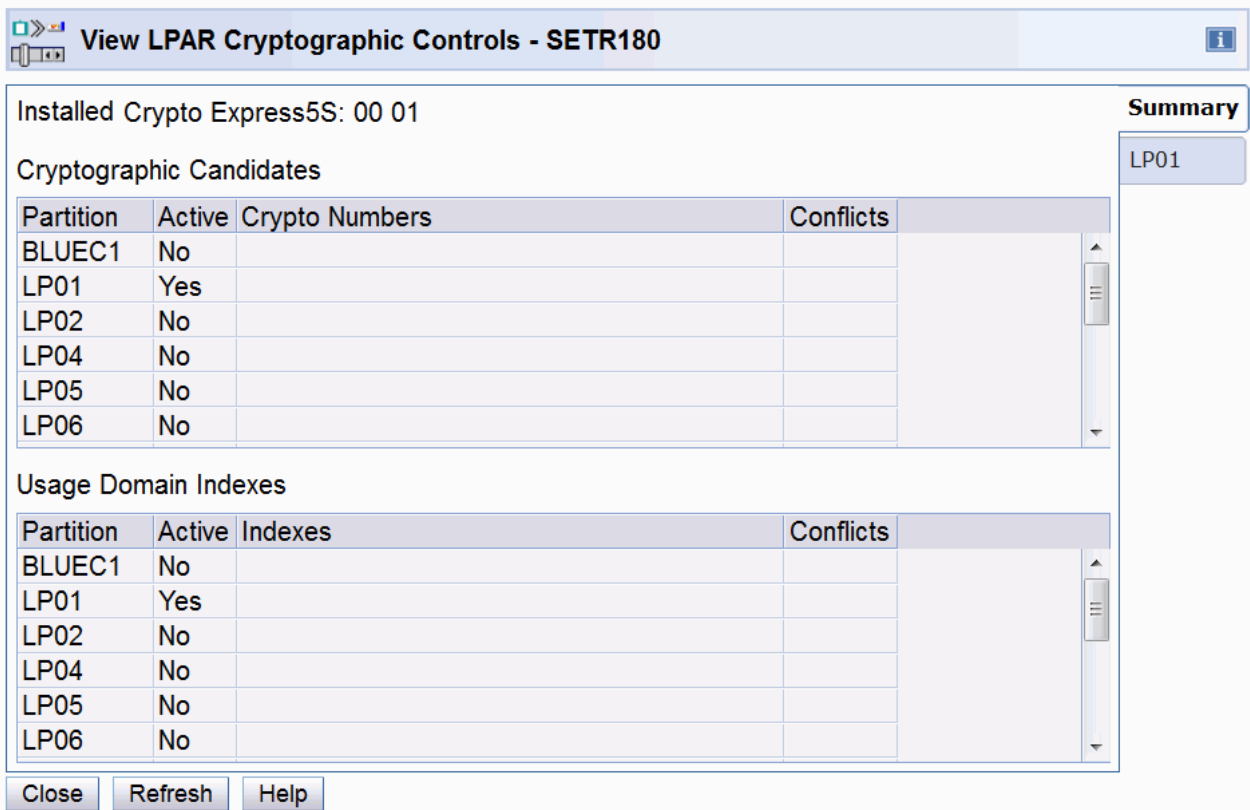 View LPAR Cryptographic Controls - SETR180
i
Installed Crypto Express5S: 00 01
Summary
LP01
Cryptographic Candidates
Partition Active Crypto Numbers Conflicts
BLUEC1 No
LP01 Yes
LP02 No
LP04 No
LP05 No
LP06 No
Usage Domain Indexes
Partition Active Indexes Conflicts
BLUEC1 No
LP01 Yes
LP02 No
LP04 No
LP05 No
LP06 No
Close Refresh Help